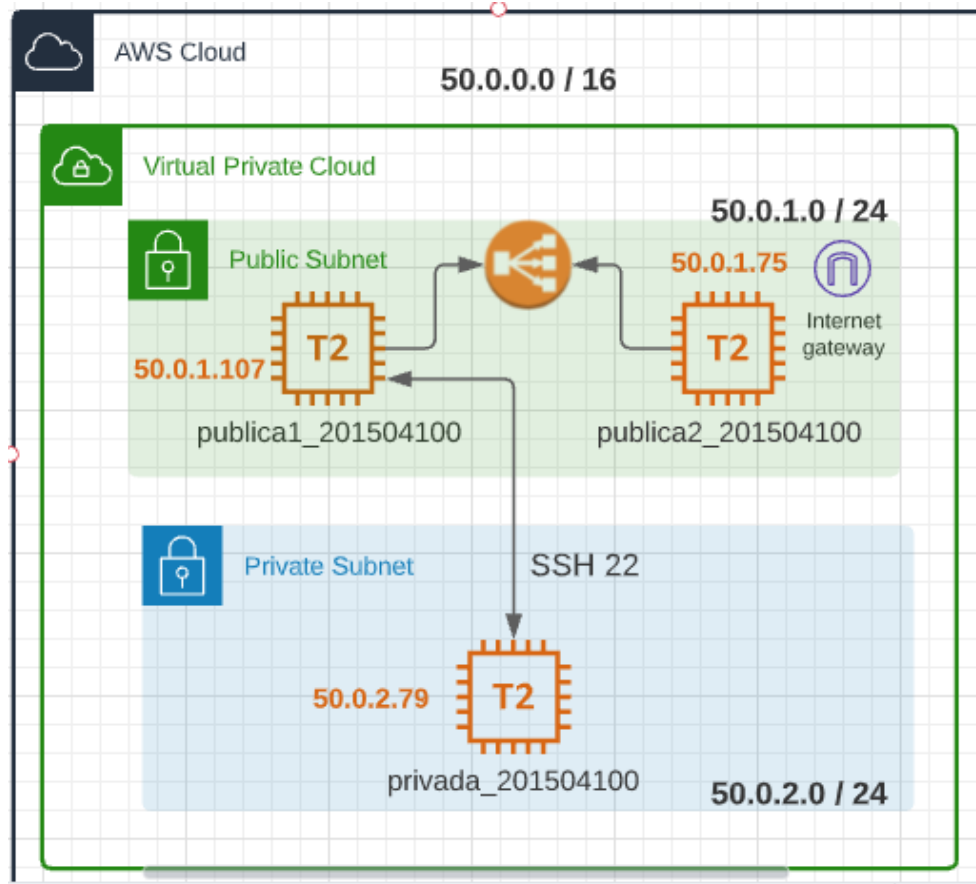 AWS Cloud
50.0.0.0 / 16
Virtual Private Cloud
50.0.1.0 / 24
Public Subnet
50.0.1.75
Internet
gateway
T2
T2
50.0.1.107
publica1_201504100
publica2_201504100
Private Subnet
SSH 22
50.0.2.79
T2
privada_201504100
50.0.2.0 / 24